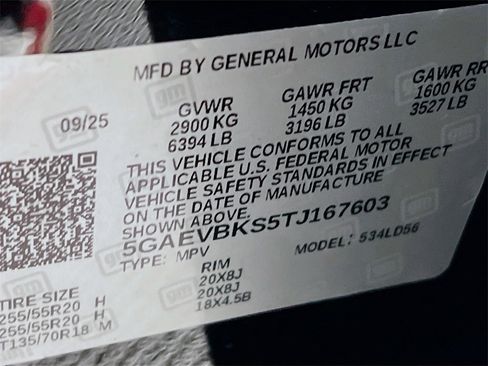 MFD BY GENERAL MOTORS LLC
09/25
GVWR GAWR FRT GAWR RR
2900 KG 1450 KG 1600 KG
6394 LB 3196 LB 3527 LB
THIS VEHICLE CONFORMS TO ALL
APPLICABLE U.S. FEDERAL MOTOR
VEHICLE SAFETY STANDARDS IN EFFECT
ON THE DATE OF MANUFACTURE
SHOWN ABOVE.
5GAEVBKS5TJ167603
TYPE: MPV MODEL: 534LD56
TIRE SIZE RIM
255/55R20 H 20X8J
255/55R20 H 20X8J
T135/70R18 M 18X4.5B